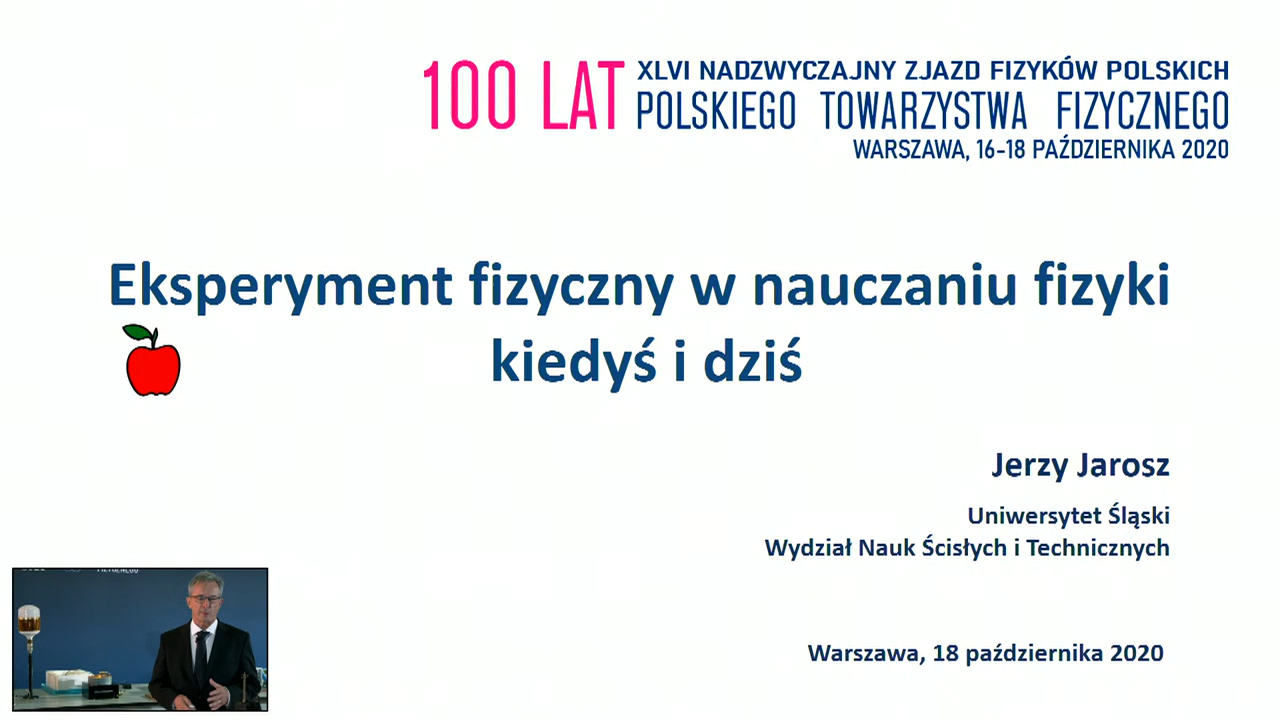 100 LAT
XLVI NADZWYCZAJNY ZJAZD FIZYKÓW POLSKICH
POLSKIEGO TOWARZYSTWA FIZYCZNEGO
WARSZAWA, 16-18 PAŹDZIERNIKA 2020
Eksperyment fizyczny w nauczaniu fizyki
kiedyś i dziś
Jerzy Jarosz
Uniwersytet Śląski
Wydział Nauk Ścisłych i Technicznych
Warszawa, 18 października 2020